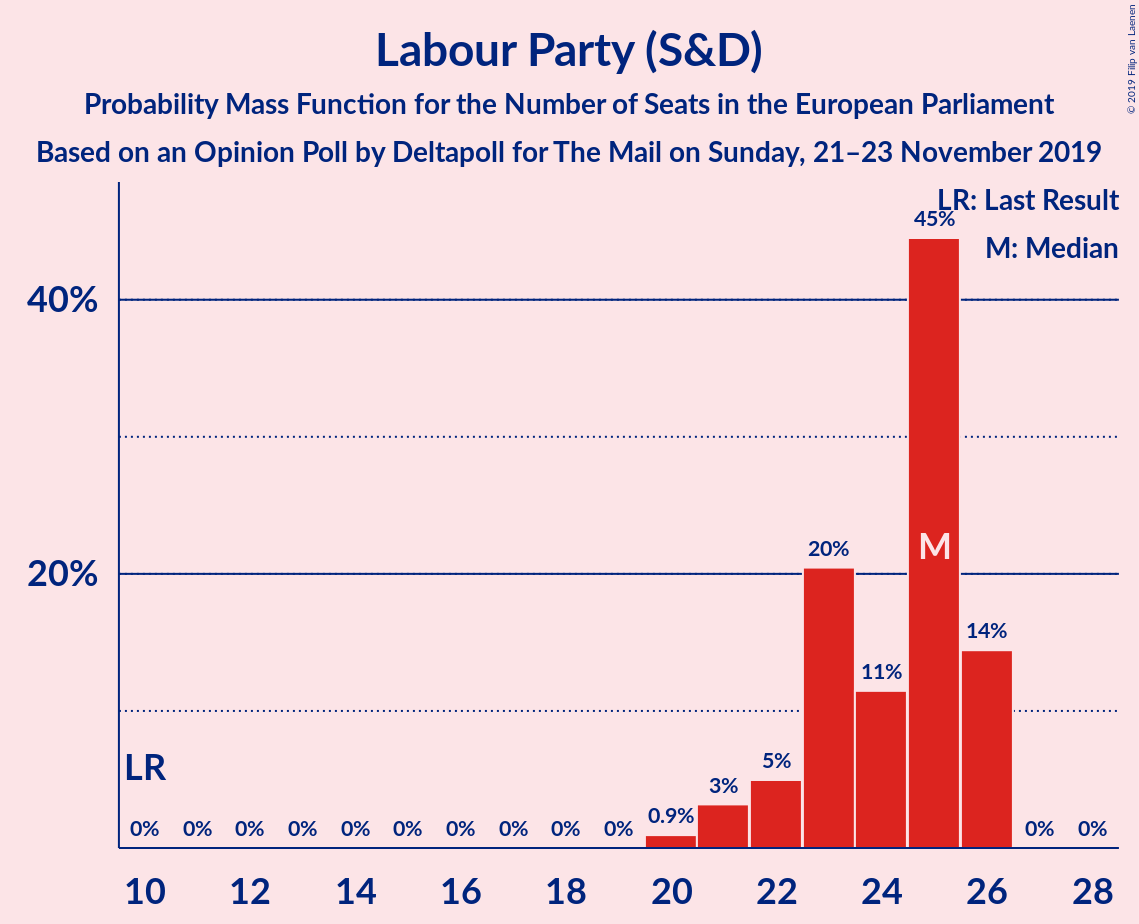 Labour Party (S&D)
Probability Mass Function for the Number of Seats in the European Parliament
Based on an Opinion Poll by Deltapoll for The Mail on Sunday, 21–23 November 2019
© 2019 Filip van Laenen
LR: Last Result
M: Median
45%
40%
M
20%
20%
14%
11%
5%
3%
0.9%
LR
0% 0% 0% 0% 0% 0% 0% 0% 0% 0% 0% 0%
10 12 14 16 18 20 22 24 26 28